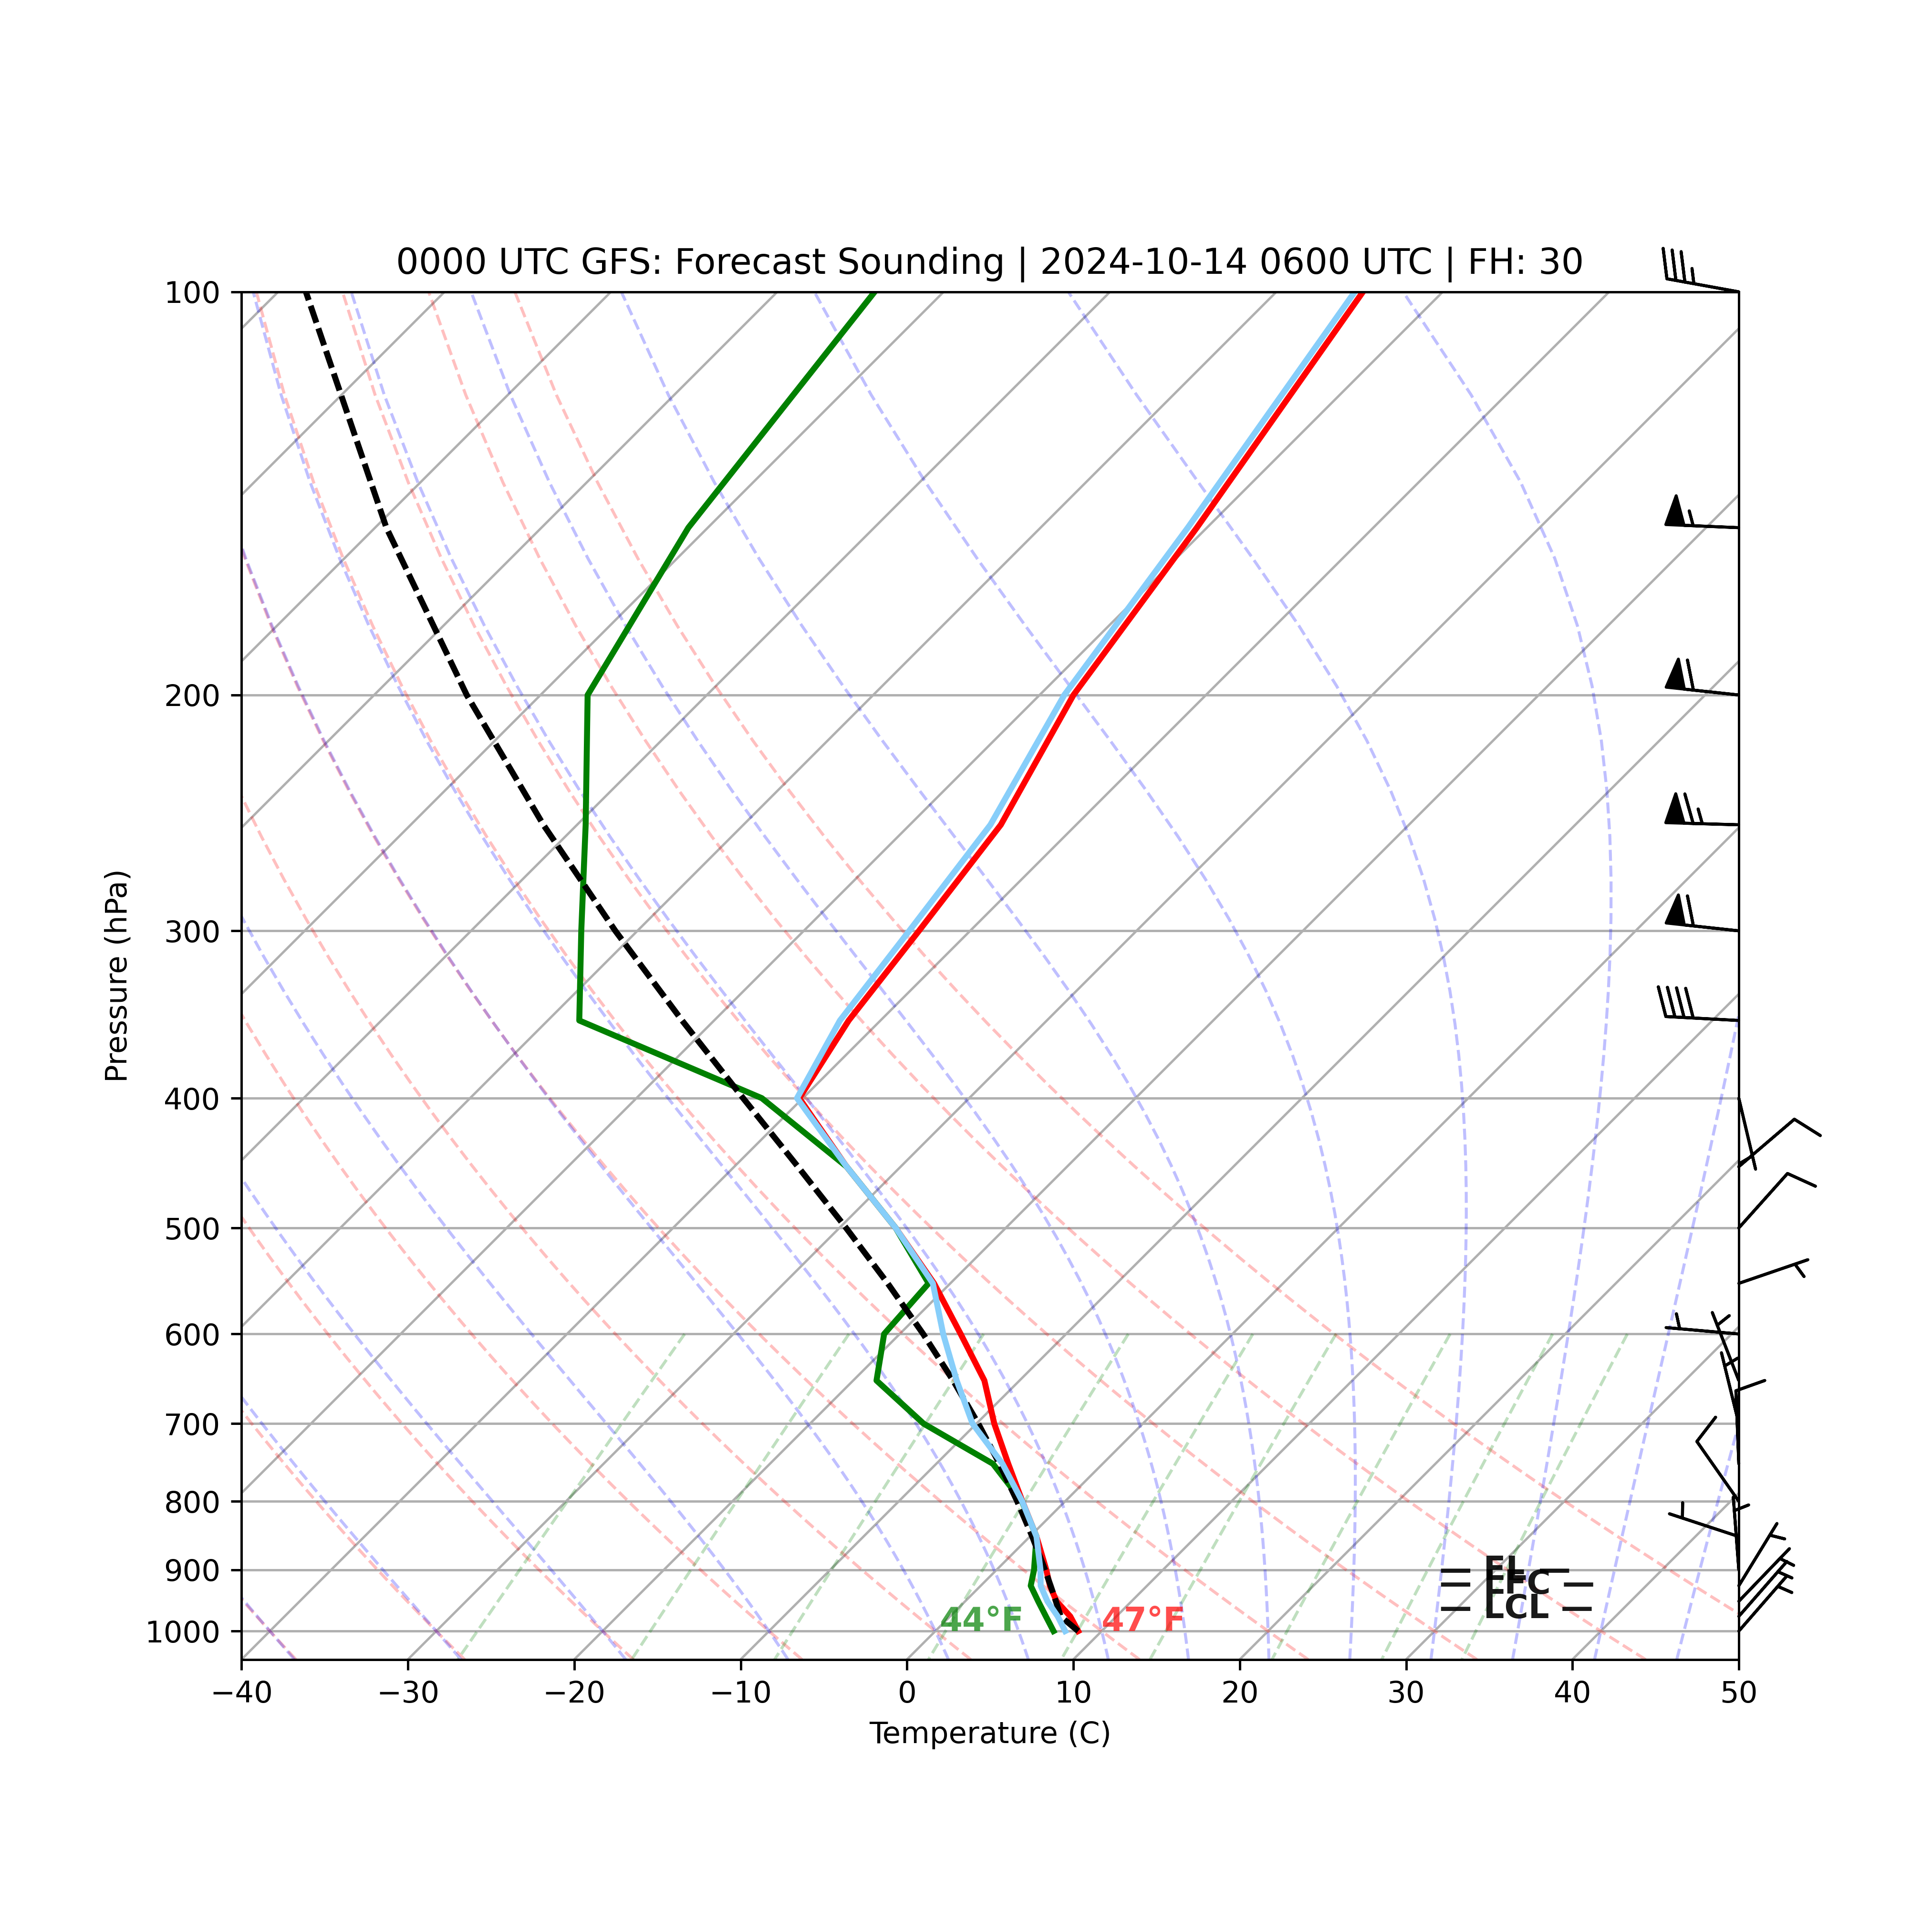 0000 UTC GFS: Forecast Sounding | 2024-10-14 0600 UTC | FH: 30
100
200
300
400
500
600
700
800
900
1000
Pressure (hPa)
— EL —
— LFC —
— LCL —
44°F
47°F
−40
−30
−20
−10
0
10
20
30
40
50
Temperature (C)